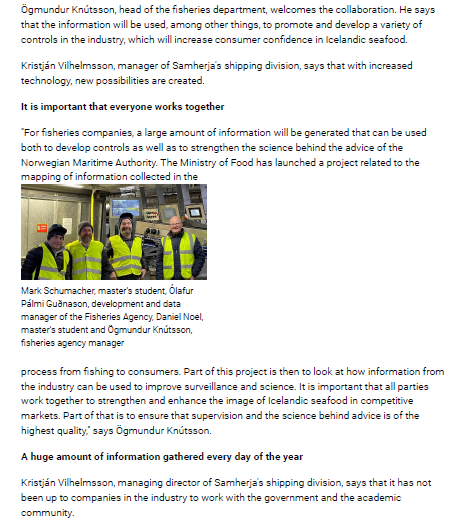 Ögmundur Knútsson, head of the fisheries department, welcomes the collaboration. He says
that the information will be used, among other things, to promote and develop a variety of
controls in the industry, which will increase consumer confidence in Icelandic seafood.
Kristján Vilhelmsson, manager of Samherja's shipping division, says that with increased
technology, new possibilities are created.
It is important that everyone works together
"For fisheries companies, a large amount of information will be generated that can be used
both to develop controls as well as to strengthen the science behind the advice of the
Norwegian Maritime Authority. The Ministry of Food has launched a project related to the
mapping of information collected in the
Mark Schumacher, master's student, Ólafur
Pálmi Guðnason, development and data
manager of the Fisheries Agency, Daniel Noel,
master's student and Ögmundur Knútsson,
fisheries agency manager
process from fishing to consumers. Part of this project is then to look at how information from
the industry can be used to improve surveillance and science. It is important that all parties
work together to strengthen and enhance the image of Icelandic seafood in competitive
markets. Part of that is to ensure that supervision and the science behind advice is of the
highest quality," says Ögmundur Knútsson.
A huge amount of information gathered every day of the year
Kristján Vilhelmsson, managing director of Samherja's shipping division, says that it has not
been up to companies in the industry to work with the government and the academic
community.